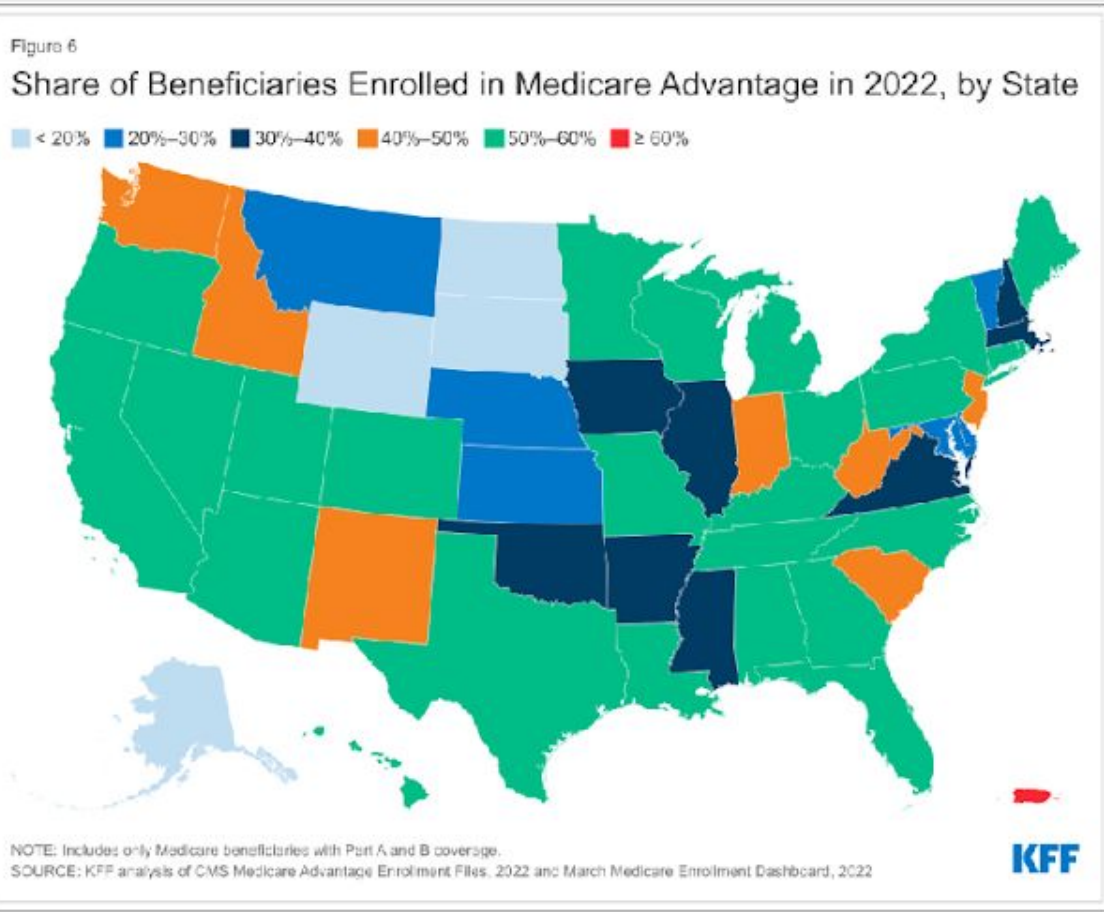 Figure 6
Share of Beneficiaries Enrolled in Medicare Advantage in 2022, by State
< 20% 20%–30% 30%–40% 40%–50% 50%–60% ≥ 60%
NOTE: Includes only Medicare beneficiaries with Part A and B coverage.
SOURCE: KFF analysis of CMS Medicare Advantage Enrollment Files, 2022 and March Medicare Enrollment Dashboard, 2022
KFF